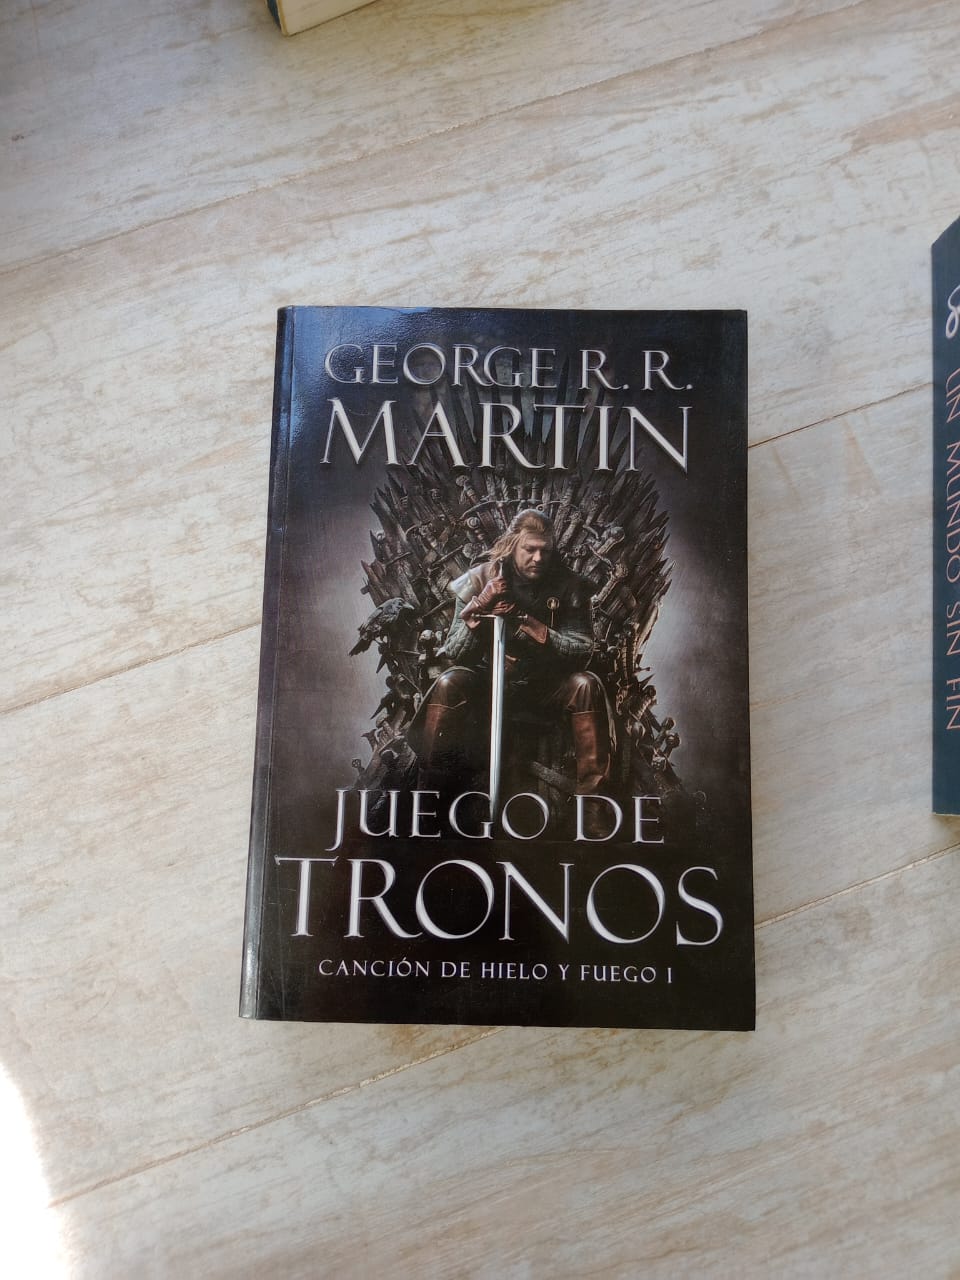 GEORGE R. R.
MARTIN
JUEGO DE
TRONOS
CANCIÓN DE HIELO Y FUEGO I
UN MUNDO SIN FIN